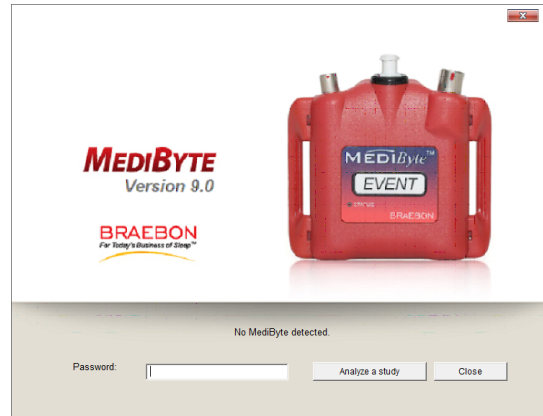 MEDIBYTE
Version 9.0
BRAEBON
For Today's Business of Sleep™
MEDIByte™
EVENT
STATUS
BRAEBON
No MediByte detected.
Password:
Analyze a study
Close